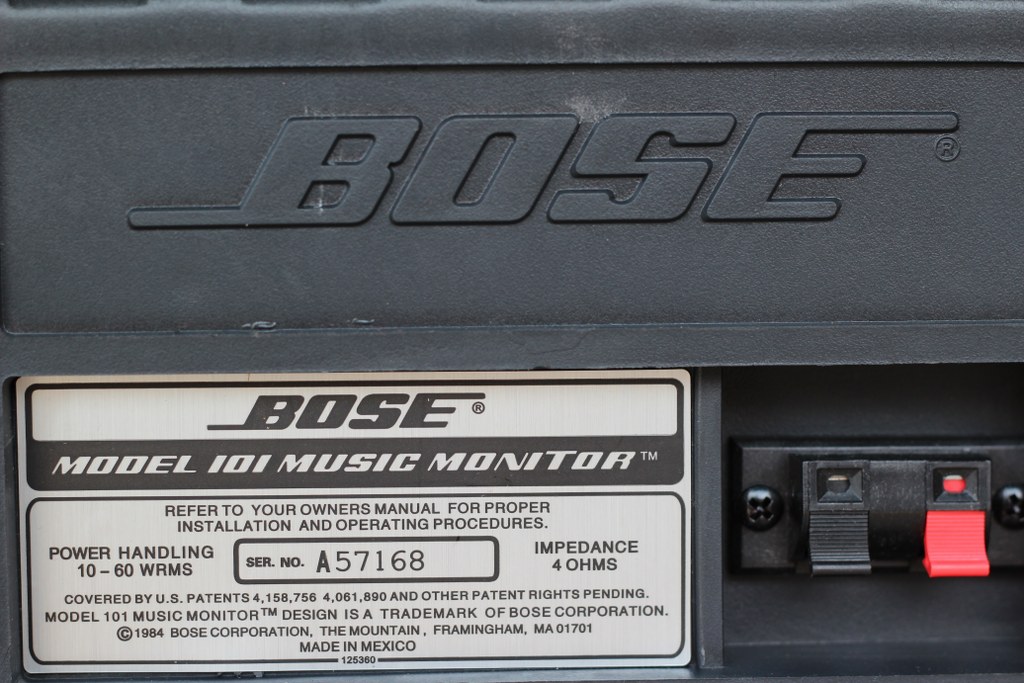 BOSE®
BOSE®
MODEL 101 MUSIC MONITOR™
REFER TO YOUR OWNERS MANUAL FOR PROPER
INSTALLATION AND OPERATING PROCEDURES.
POWER HANDLING
10-60 WRMS
SER. NO. A57168
IMPEDANCE
4 OHMS
COVERED BY U.S. PATENTS 4,158,756 4,061,890 AND OTHER PATENT RIGHTS PENDING.
MODEL 101 MUSIC MONITOR™ DESIGN IS A TRADEMARK OF BOSE CORPORATION.
©1984 BOSE CORPORATION, THE MOUNTAIN, FRAMINGHAM, MA 01701
MADE IN MEXICO
125360